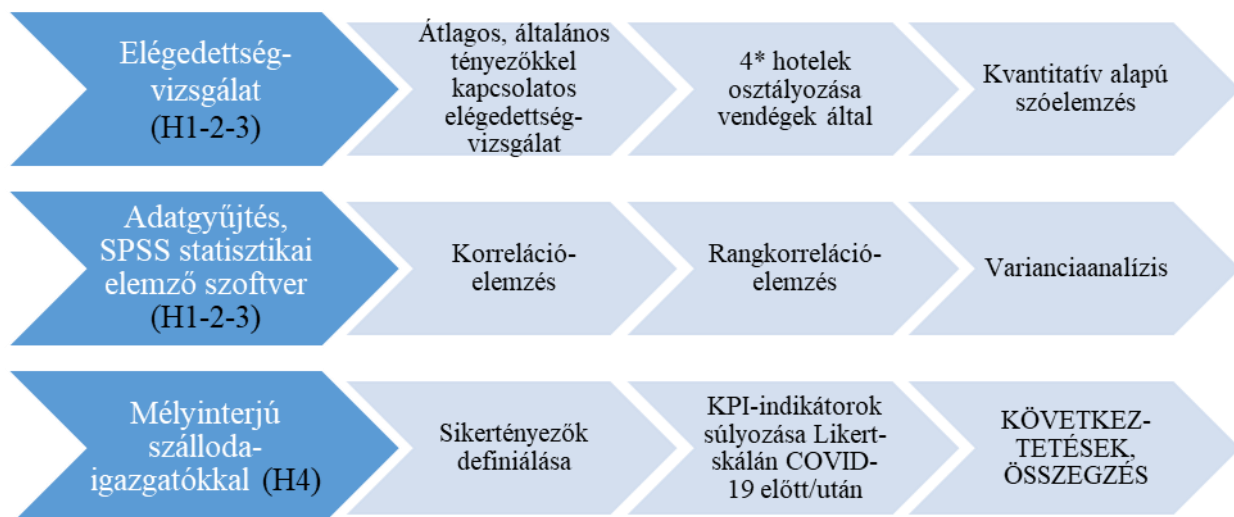 Elégedettség-
vizsgálat
(H1-2-3)
Átlagos, általános
tényezőkkel
kapcsolatos
elégedettség-
vizsgálat
4* hotelek
osztályozása
vendégek által
Kvantitatív alapú
szóelemzés
Adatgyűjtés,
SPSS statisztikai
elemző szoftver
(H1-2-3)
Korreláció-
elemzés
Rangkorreláció-
elemzés
Varianciaanalízis
Mélyinterjú
szálloda-
igazgatókkal (H4)
Sikertényezők
definiálása
KPI-indikátorok
súlyozása Likert-
skálán COVID-
19 előtt/után
KÖVETKEZ-
TETÉSEK,
ÖSSZEGZÉS